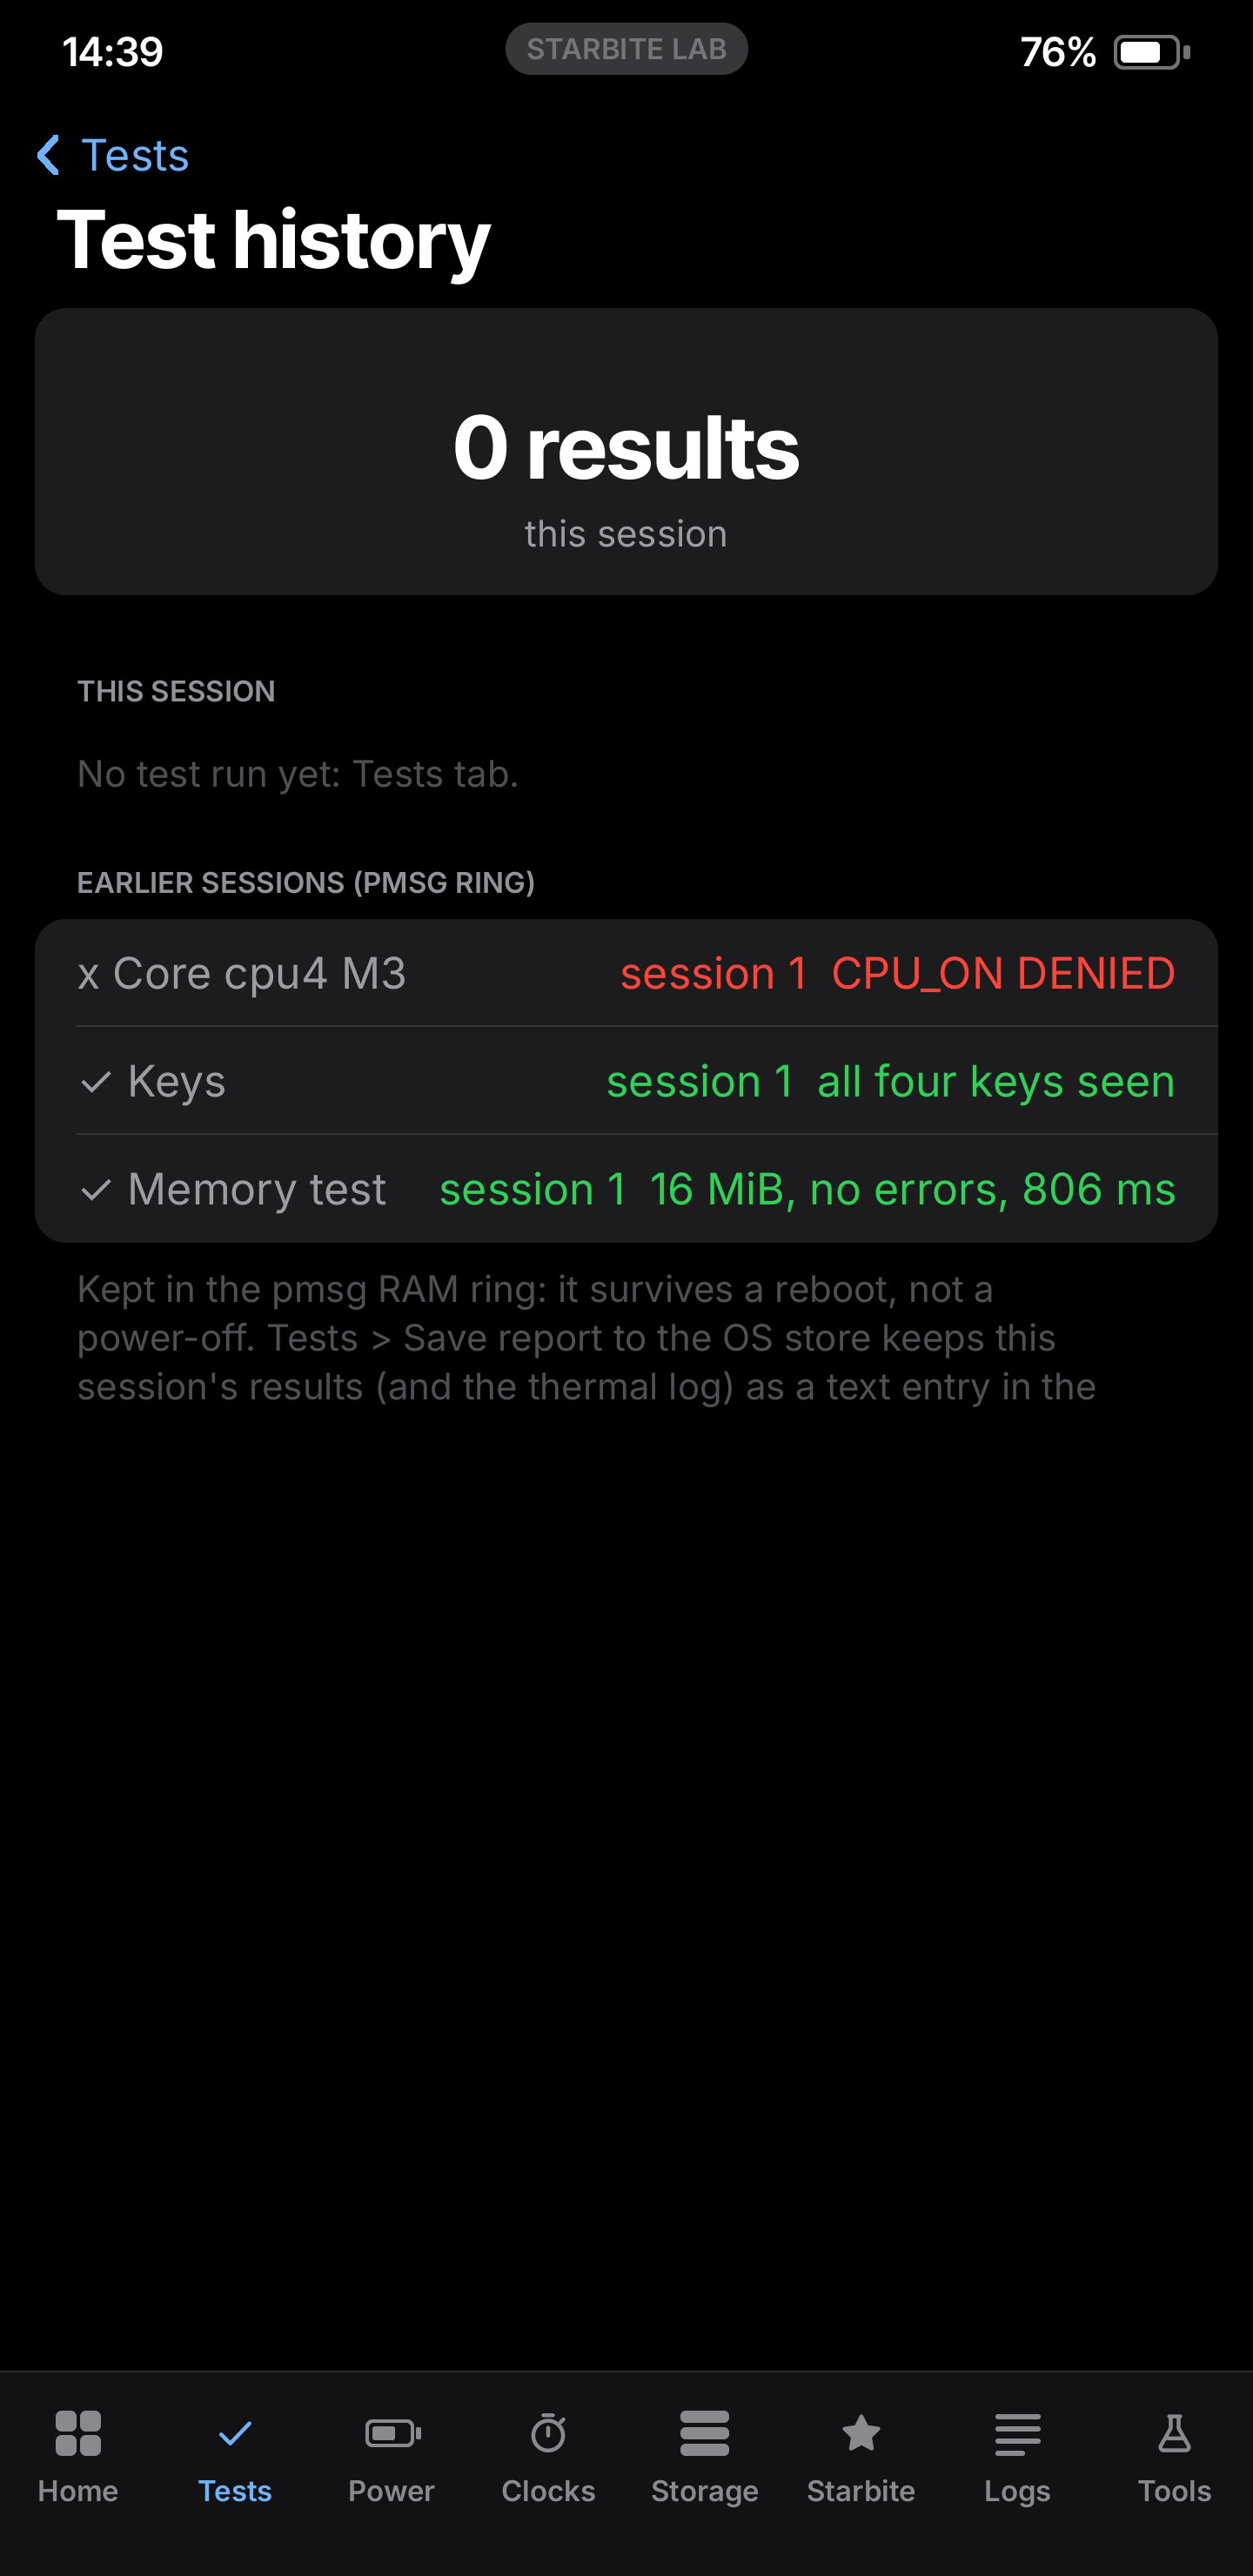 14:39
STARBITE LAB
76%
Tests
Test history
0 results
this session
THIS SESSION
No test run yet: Tests tab.
EARLIER SESSIONS (PMSG RING)
x Core cpu4 M3 session 1 CPU_ON DENIED
✓ Keys session 1 all four keys seen
✓ Memory test session 1 16 MiB, no errors, 806 ms
Kept in the pmsg RAM ring: it survives a reboot, not a
power-off. Tests > Save report to the OS store keeps this
session's results (and the thermal log) as a text entry in the
Home Tests Power Clocks Storage Starbite Logs Tools